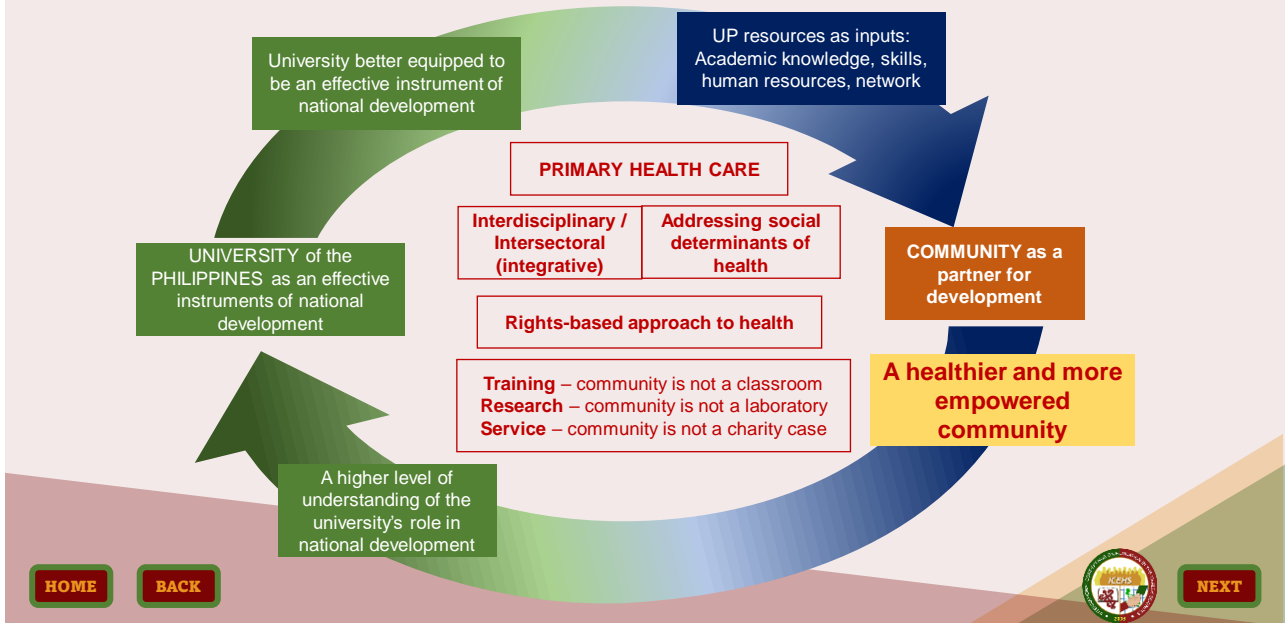 University better equipped to
be an effective instrument of
national development
UP resources as inputs:
Academic knowledge, skills,
human resources, network
PRIMARY HEALTH CARE
Interdisciplinary /
Intersectoral
(integrative)
Addressing social
determinants of
health
UNIVERSITY of the
PHILIPPINES as an effective
instruments of national
development
COMMUNITY as a
partner for
development
Rights-based approach to health
Training – community is not a classroom
Research – community is not a laboratory
Service – community is not a charity case
A healthier and more
empowered
community
A higher level of
understanding of the
university's role in
national development
HOME
BACK
ICEHS
NEXT